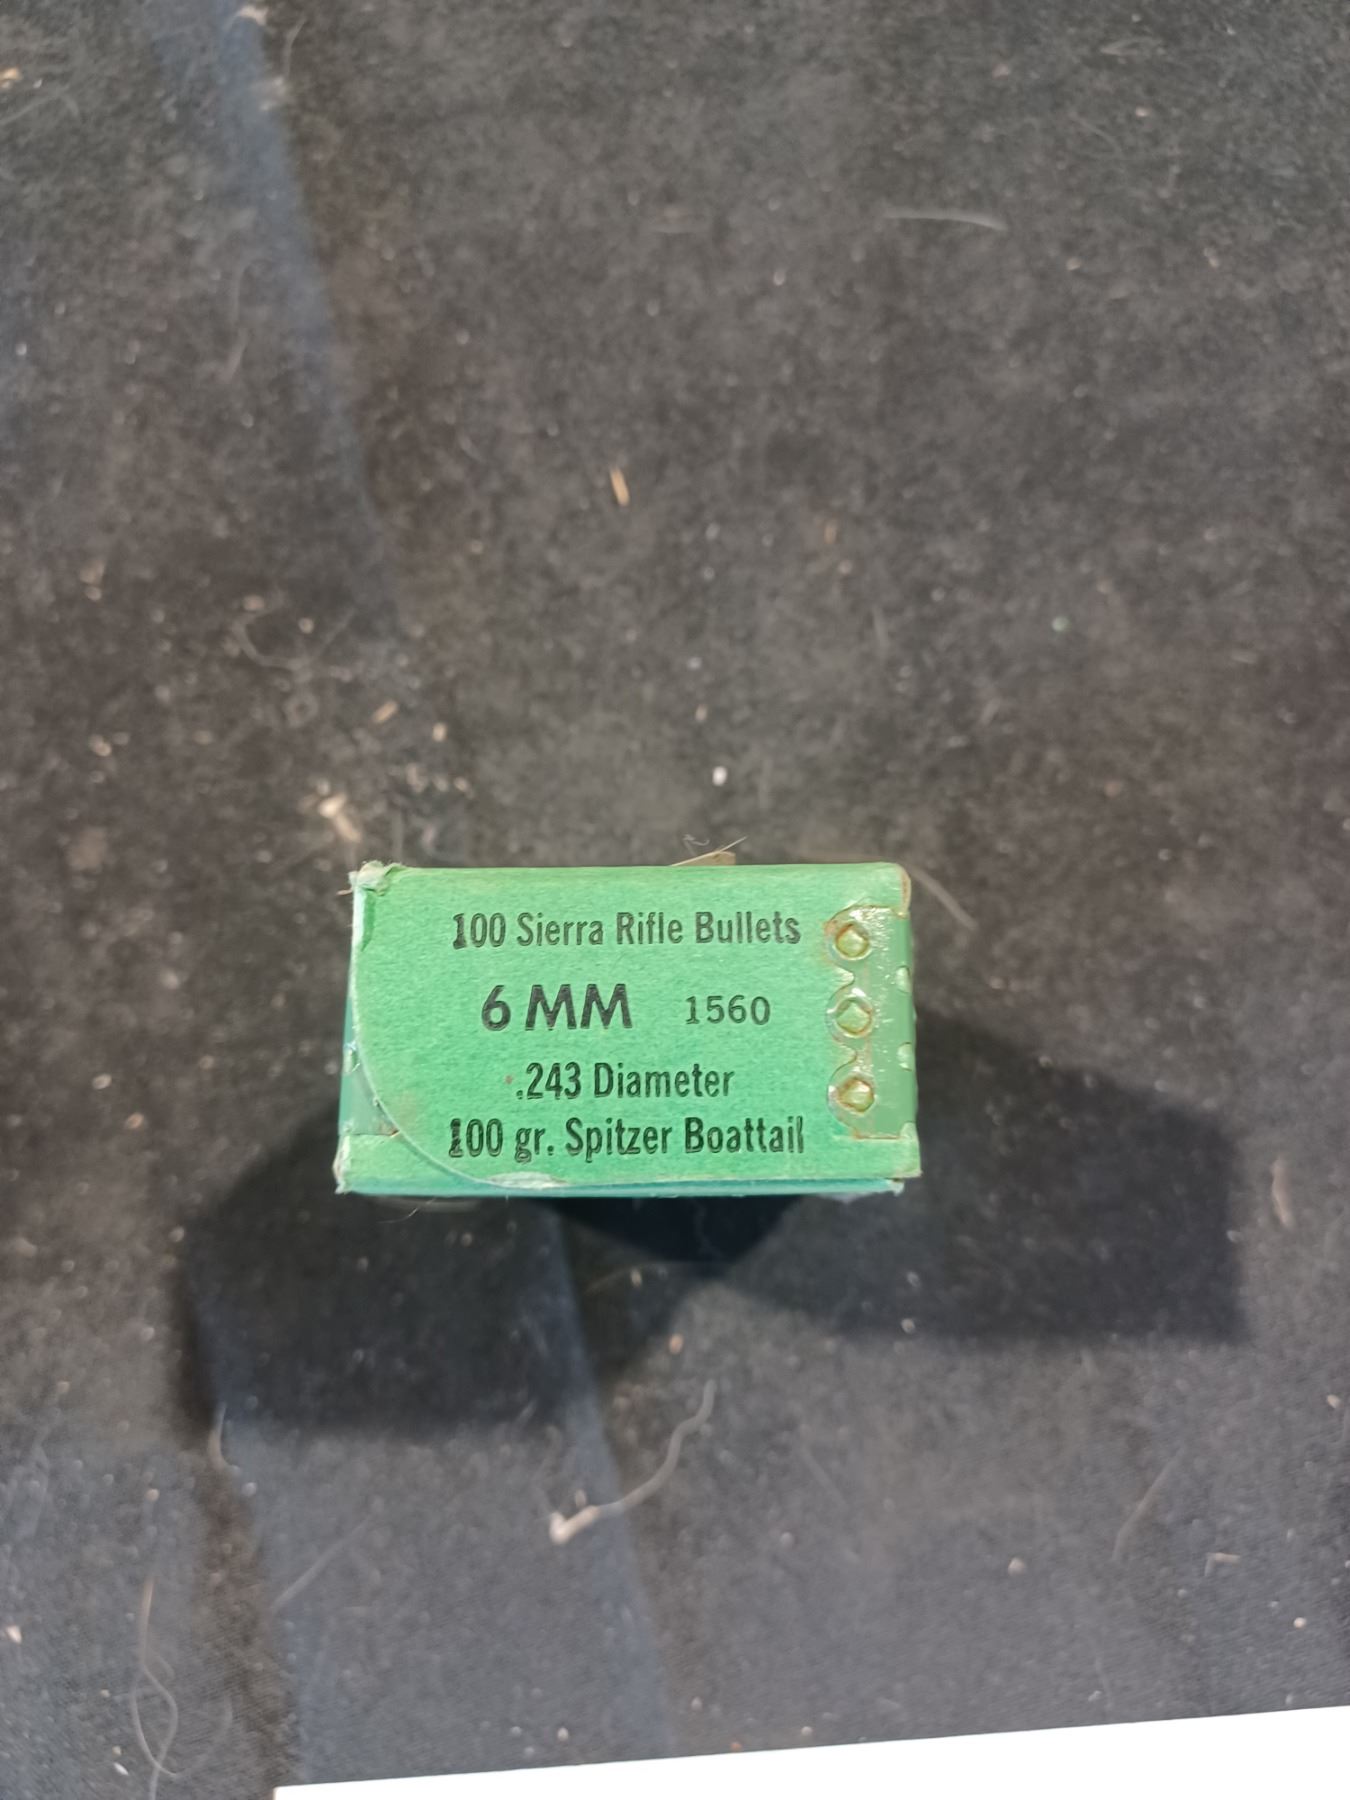 100 Sierra Rifle Bullets
6 MM 1560
.243 Diameter
100 gr. Spitzer Boattail